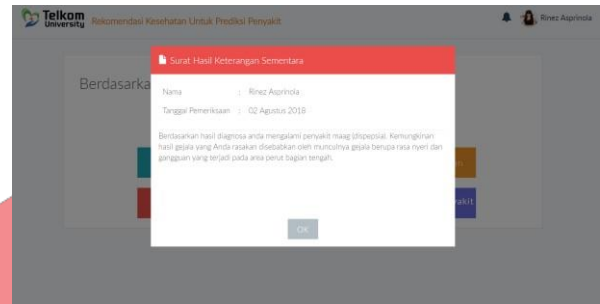 Telkom
University
Rekomendasi Kesehatan Untuk Prediksi Penyakit
Rinez Asprinola
Surat Hasil Keterangan Sementara
Berdasarka
Nama : Rinez Asprinola
Tanggal Pemeriksaan : 02 Agustus 2018
Berdasarkan hasil diagnosa anda mengalami penyakit maag (dispepsia). Kemungkinan
hasil gejala yang Anda rasakan disebabkan oleh munculnya gejala berupa rasa nyeri dan
gangguan yang terjadi pada area perut bagian tengah.
akit
OK